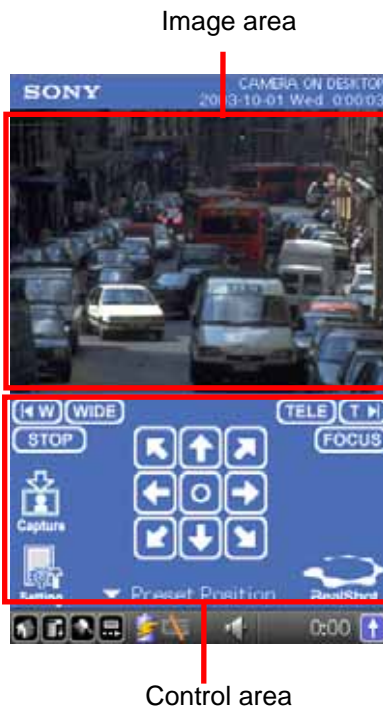 Image area
SONY
CAMERA ON DESKTOP
2003-10-01 Wed 0:00:03
W WIDE TELE T
STOP FOCUS
Capture
Setting
Preset Position
RealShot
0:00
Control area